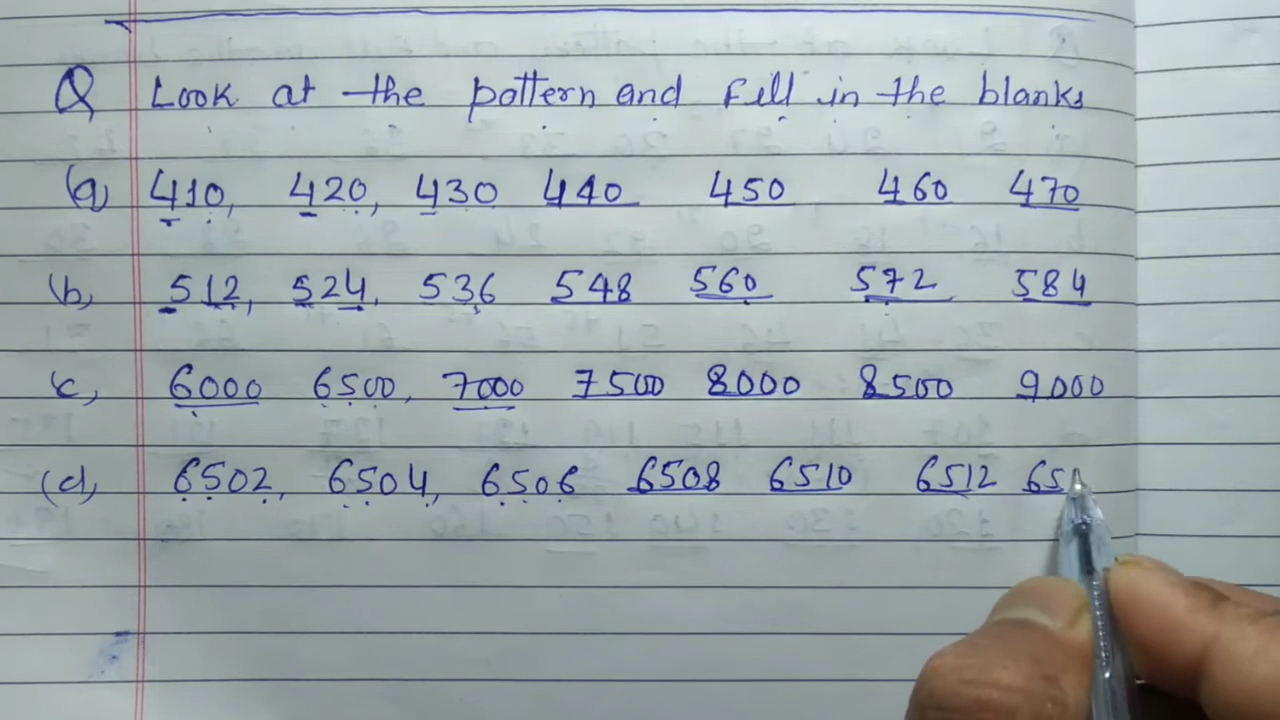 Q Look at the pattern and fill in the blanks
(a) 410, 420, 430 440 450 460 470
(b, 512, 524, 536 548 560 572 584
c, 6000 6500, 7000 7500 8000 8500 9000
(d, 6502, 6504, 6506 6508 6510 6512 65